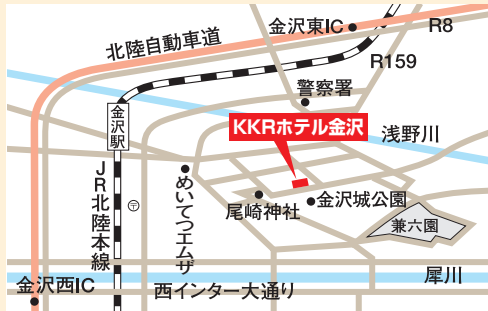 金沢東IC
R8
北陸自動車道
R159
警察署
金沢駅
KKRホテル金沢
浅野川
JR北陸本線
〒
めいてつエムザ
尾崎神社
金沢城公園
兼六園
犀川
金沢西IC
西インター大通り